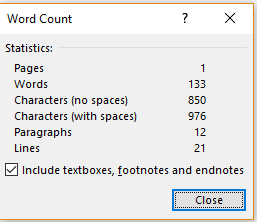 Word Count ? ×
Statistics:
Pages 1
Words 133
Characters (no spaces) 850
Characters (with spaces) 976
Paragraphs 12
Lines 21
Include textboxes, footnotes and endnotes
Close